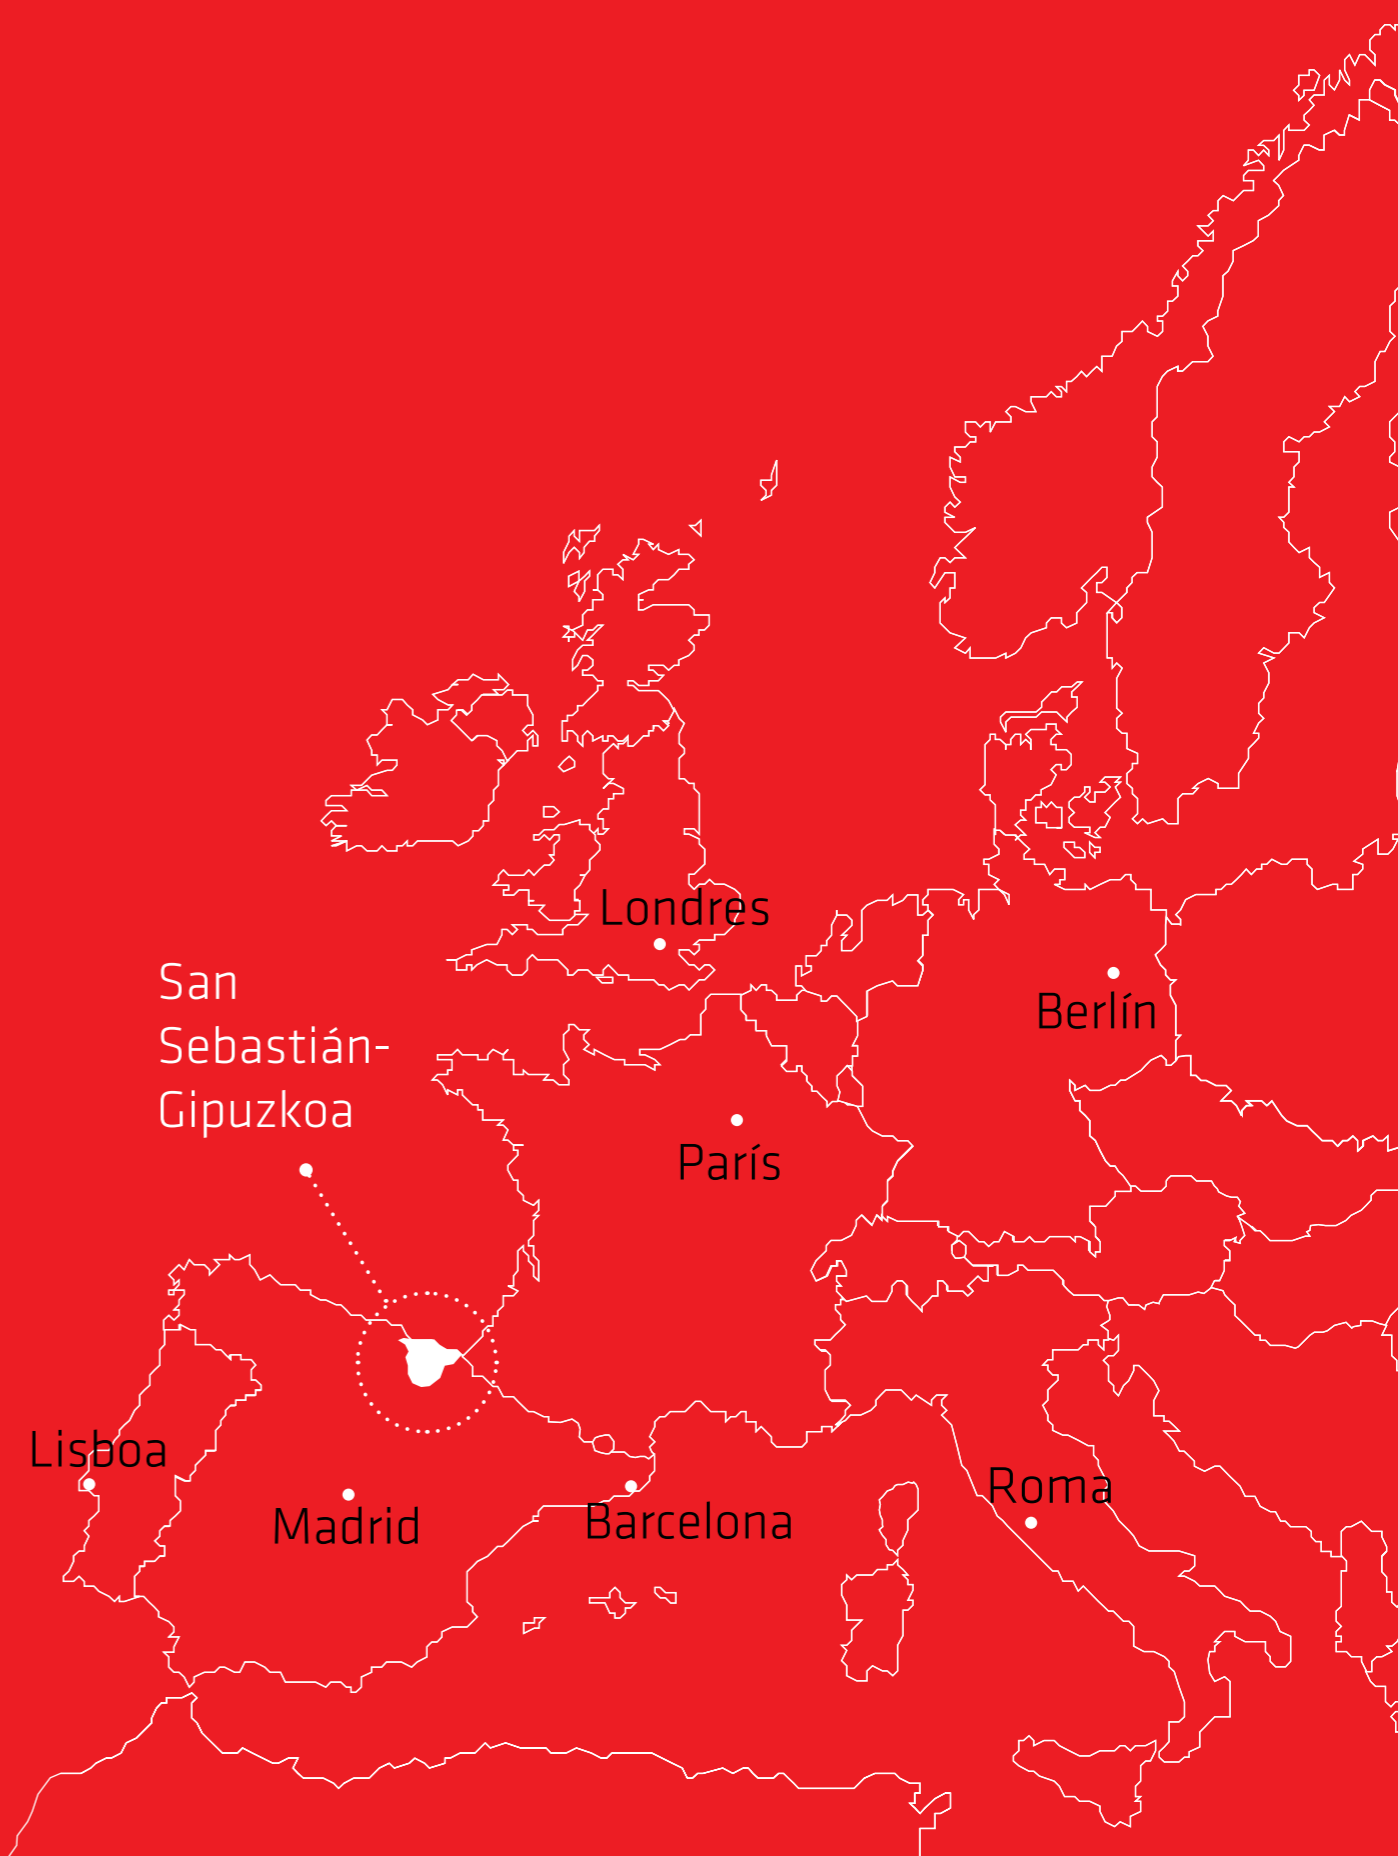 Londres
San
Sebastián-
Gipuzkoa
Berlín
París
Lisboa
Madrid
Barcelona
Roma